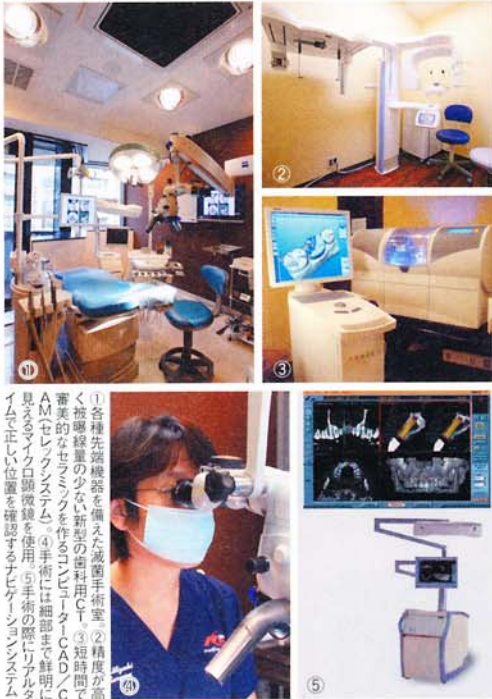 ①各種先端機器を備えた滅菌手術室。②精度が高
く被曝線量の少ない新型の歯科用CT。③短時間で
審美的なセラミックを作るコンピューターCAD/C
AM(セレックシステム)。④手術には細部まで鮮明に
見えるマイクロ顕微鏡を使用。⑤手術の際にリアルタ
イムで正しい位置を確認するナビゲーションシステム
①
②
③
④
⑤